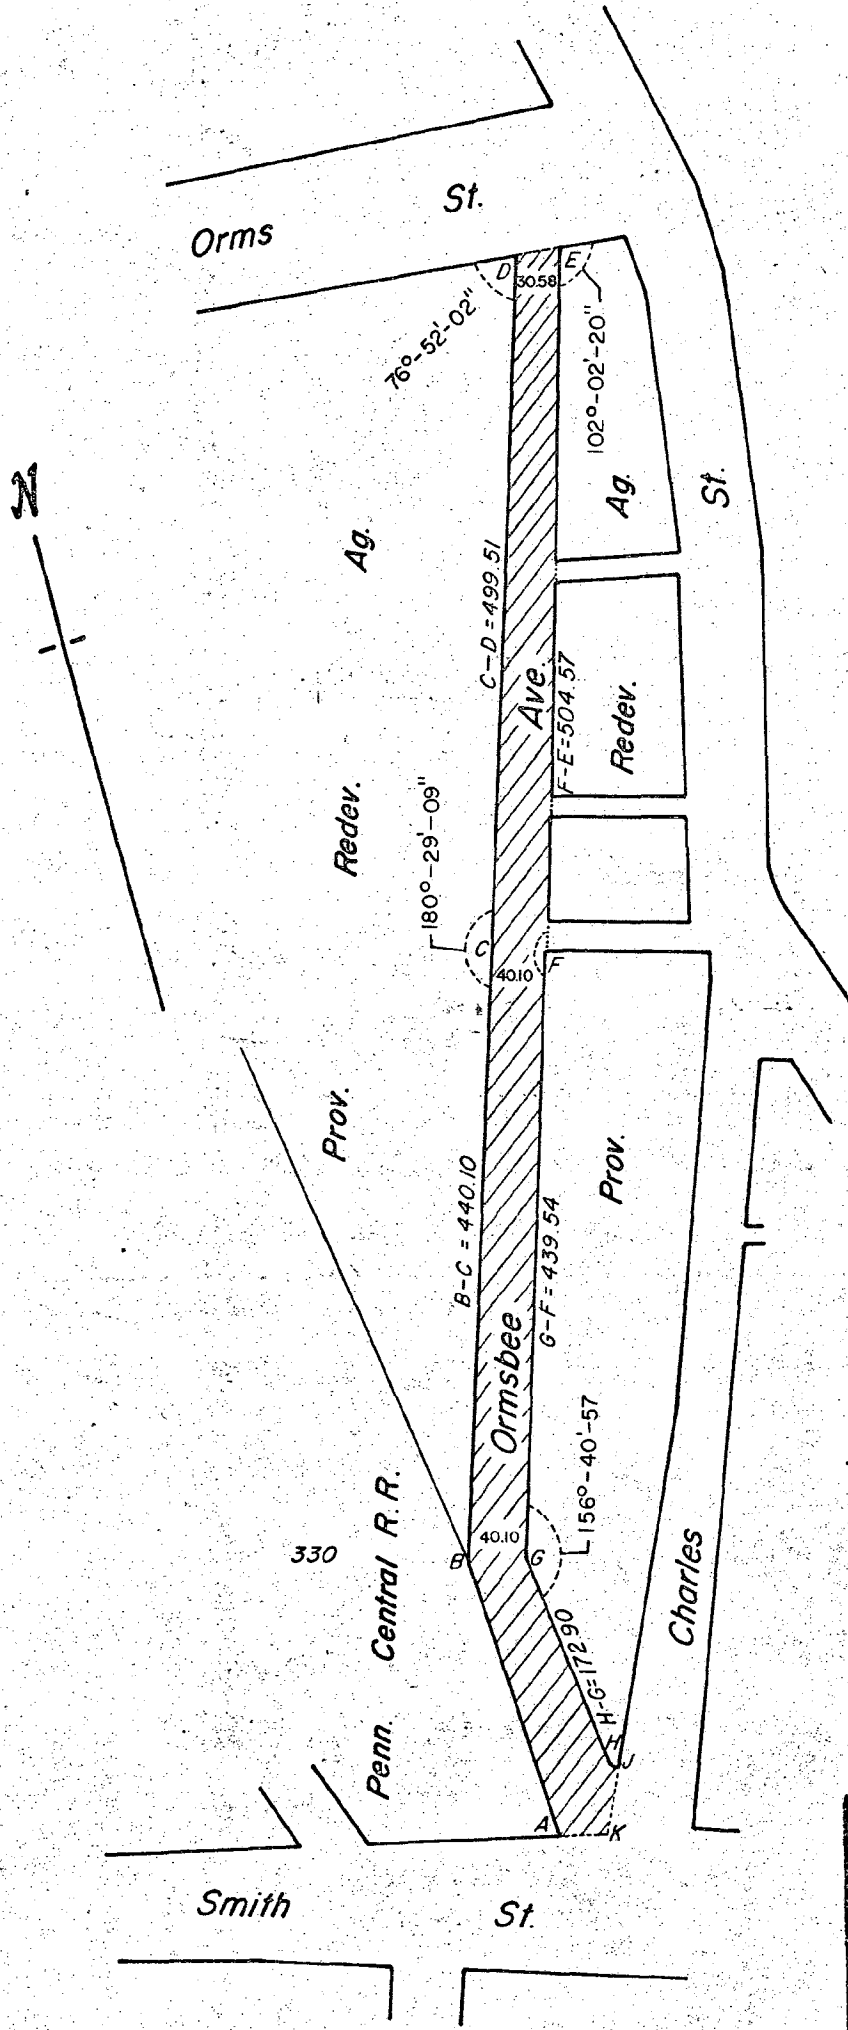 Orms St.
D
E
30.58
76°-52'-02"
102°-02'-20"
N
Ag.
Ag.
St.
C-D = 499.51
Ave.
F-E=504.57
Redev.
Redev.
180°-29'-09"
C
F
40.10
Prov.
Prov.
B-C = 440.10
G-F = 439.54
Ormsbee
156°-40'-57
40.10
B
G
330
Penn. Central R.R.
Charles
H-G=172.90
H
J
A
K
Smith St.